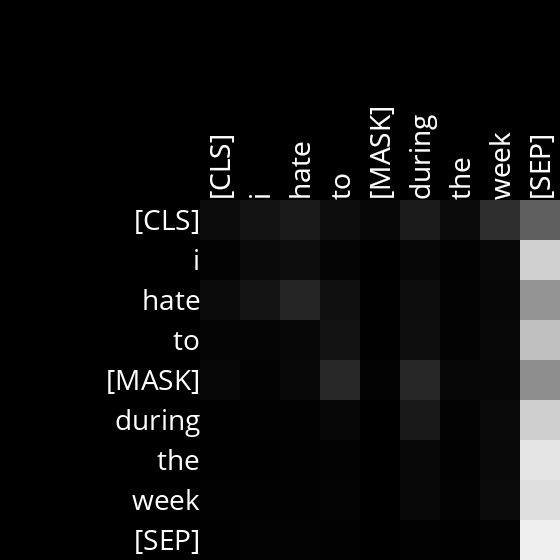 [CLS] i hate to [MASK] during the week [SEP]
[CLS]
i
hate
to
[MASK]
during
the
week
[SEP]